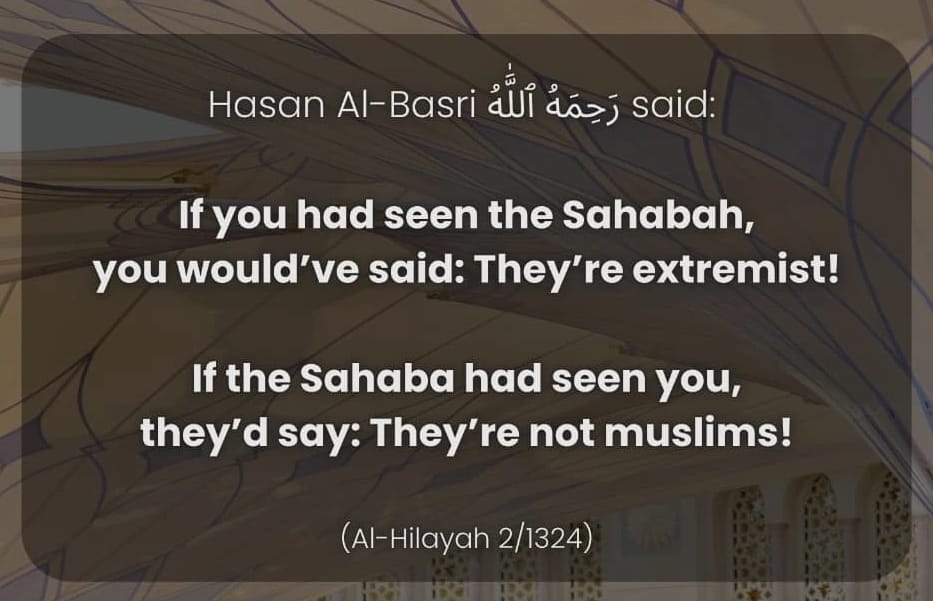 Hasan Al-Basri رَحِمَهُ ٱللَّٰهُ said:
If you had seen the Sahabah,
you would’ve said: They’re extremist!
If the Sahaba had seen you,
they’d say: They’re not muslims!
(Al-Hilayah 2/1324)